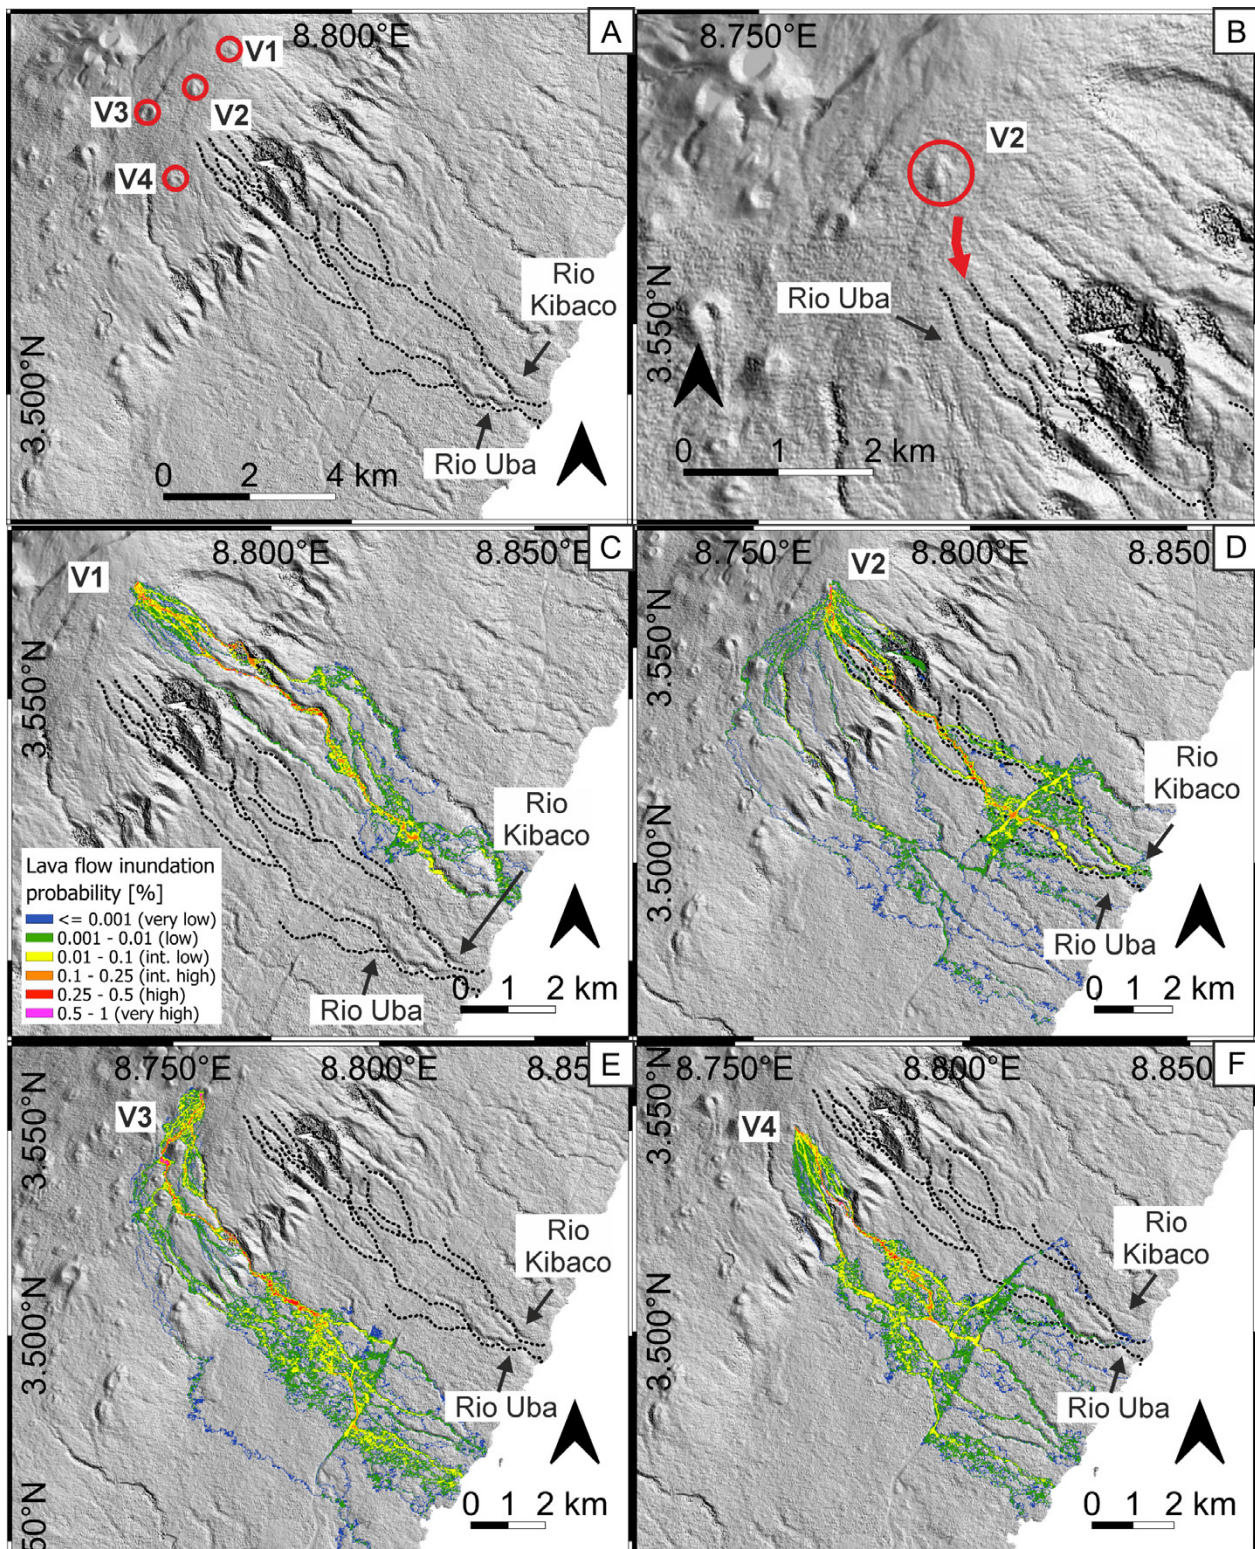 A
8.800°E
V1
V2
V3
V4
Rio
Kibaco
3.500°N
Rio Uba
0 2 4 km
B
8.750°E
V2
Rio Uba
3.550°N
0 1 2 km
C
8.800°E
8.850°E
V1
3.550°N
Rio
Kibaco
Lava flow inundation
probability [%]
<= 0.001 (very low)
0.001 - 0.01 (low)
0.01 - 0.1 (int. low)
0.1 - 0.25 (int. high)
0.25 - 0.5 (high)
0.5 - 1 (very high)
Rio Uba
0 1 2 km
D
8.750°E
8.800°E
8.850°E
V2
3.550°N
Rio
Kibaco
3.500°N
Rio Uba
0 1 2 km
E
8.750°E
8.800°E
8.85
V3
3.550°N
Rio
Kibaco
3.500°N
Rio Uba
50°N
0 1 2 km
F
8.750°E
8.800°E
8.850
3.550°N
V4
Rio
Kibaco
3.500°N
Rio Uba
0 1 2 km